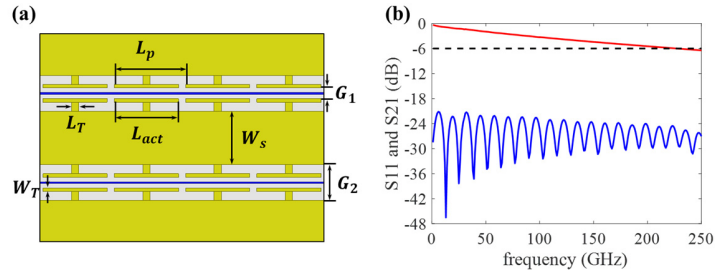 (a)
L_p
G_1
L_T
L_act
W_s
W_T
G_2
(b)
S11 and S21 (dB)
0
-6
-12
-18
-24
-30
-36
-42
-48
0 50 100 150 200 250
frequency (GHz)